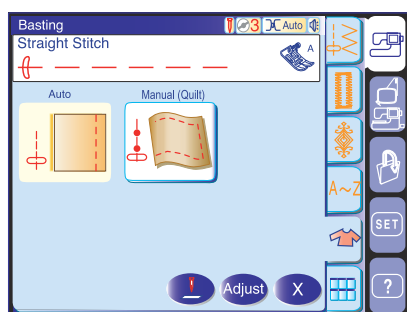 Basting
3 Auto
Straight Stitch
A
Auto Manual (Quilt)
A~Z
SET
Adjust X
?